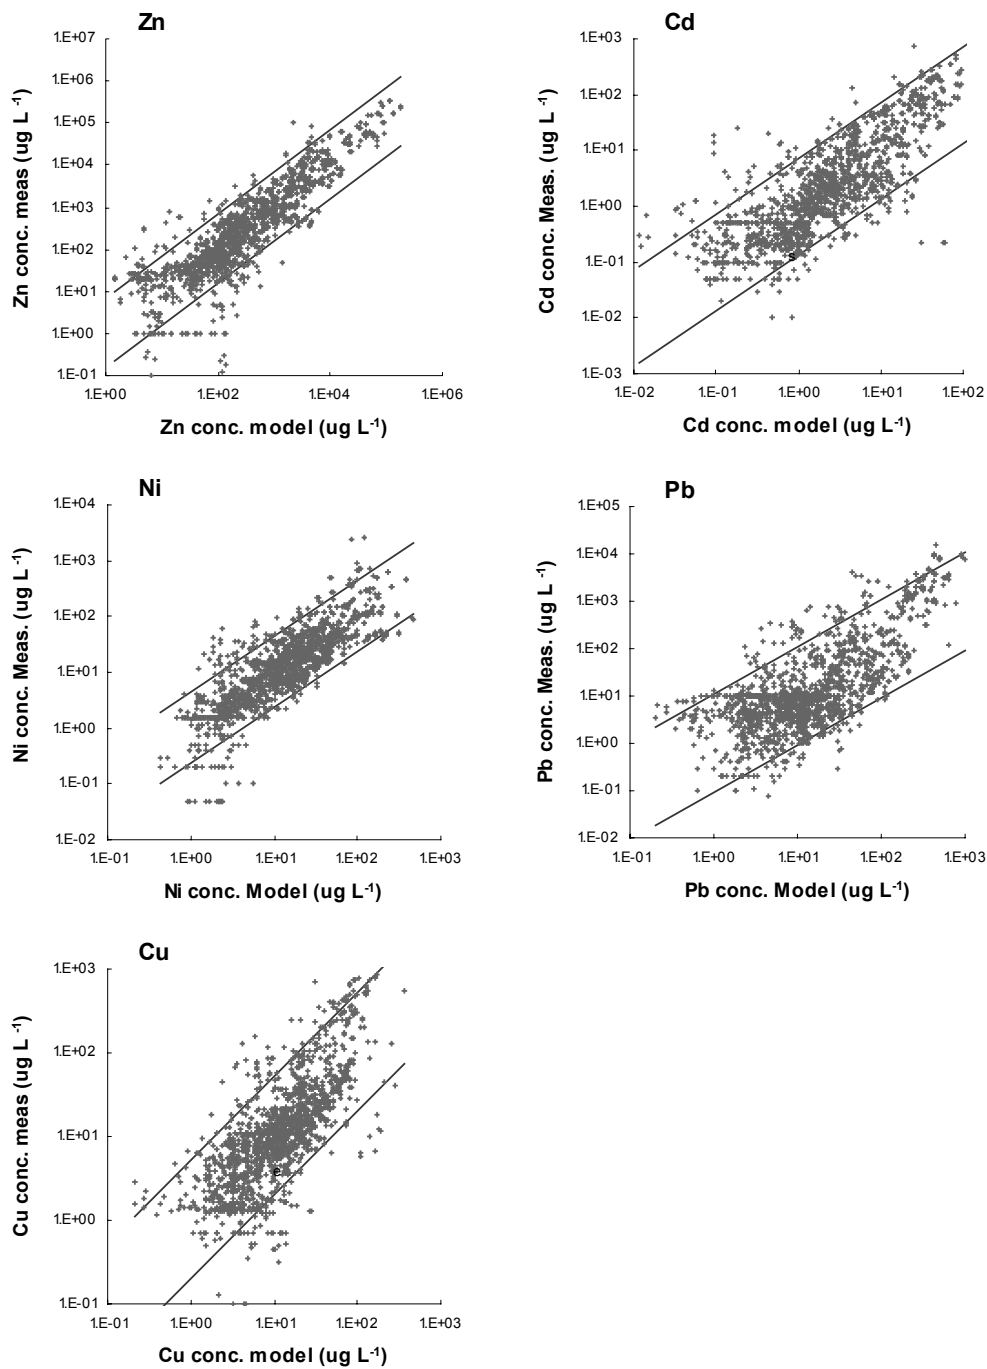 Zn
1.E+07
1.E+06
1.E+05
1.E+04
1.E+03
1.E+02
1.E+01
1.E+00
1.E-01
1.E+00 1.E+02 1.E+04 1.E+06
Zn conc. meas (ug L⁻¹)
Zn conc. model (ug L⁻¹)
Cd
1.E+03
1.E+02
1.E+01
1.E+00
1.E-01
1.E-02
1.E-03
1.E-02 1.E-01 1.E+00 1.E+01 1.E+02
Cd conc. Meas. (ug L⁻¹)
s
Cd conc. model (ug L⁻¹)
Ni
1.E+04
1.E+03
1.E+02
1.E+01
1.E+00
1.E-01
1.E-02
1.E-01 1.E+00 1.E+01 1.E+02 1.E+03
Ni conc. Meas. (ug L⁻¹)
Ni conc. Model (ug L⁻¹)
Pb
1.E+05
1.E+04
1.E+03
1.E+02
1.E+01
1.E+00
1.E-01
1.E-02
1.E-01 1.E+00 1.E+01 1.E+02 1.E+03
Pb conc. Meas. (ug L⁻¹)
Pb conc. Model (ug L⁻¹)
Cu
1.E+03
1.E+02
1.E+01
1.E+00
1.E-01
1.E-01 1.E+00 1.E+01 1.E+02 1.E+03
Cu conc. meas (ug L⁻¹)
e
Cu conc. model (ug L⁻¹)